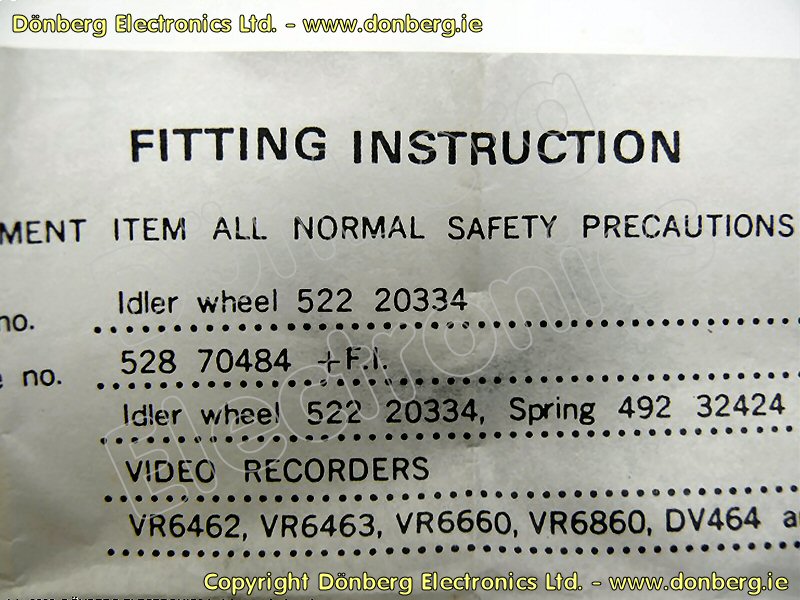 Dönberg Electronics Ltd. - www.donberg.ie
FITTING INSTRUCTION
MENT ITEM ALL NORMAL SAFETY PRECAUTIONS
no. Idler wheel 522 20334
no. 528 70484 +F.I.
Idler wheel 522 20334, Spring 492 32424
VIDEO RECORDERS
VR6462, VR6463, VR6660, VR6860, DV464
Dönberg Electronics
Copyright Dönberg Electronics Ltd. - www.donberg.ie